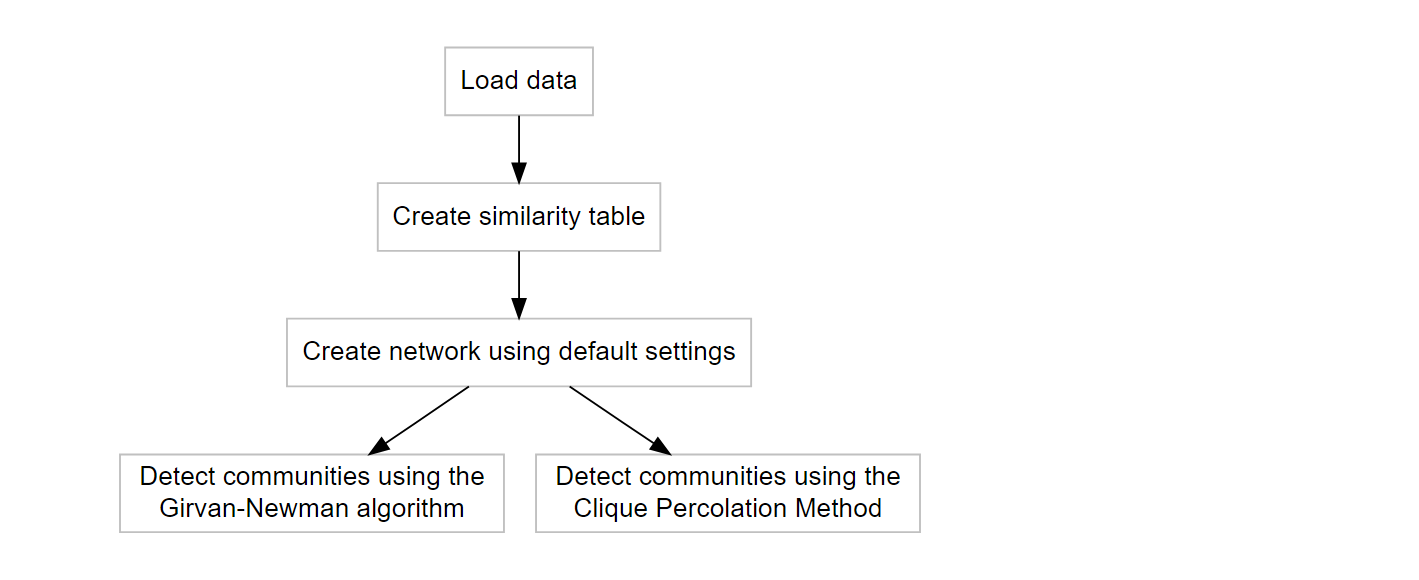 Load data
Create similarity table
Create network using default settings
Detect communities using the
Girvan-Newman algorithm
Detect communities using the
Clique Percolation Method